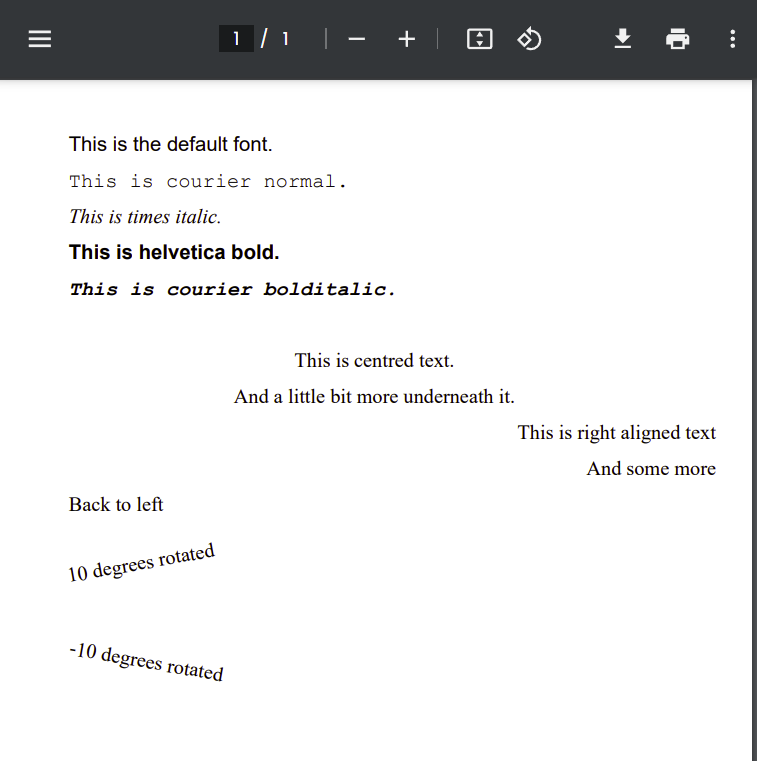 1 / 1
This is the default font.
This is courier normal.
This is times italic.
This is helvetica bold.
This is courier bolditalic.
This is centred text.
And a little bit more underneath it.
This is right aligned text
And some more
Back to left
10 degrees rotated
-10 degrees rotated